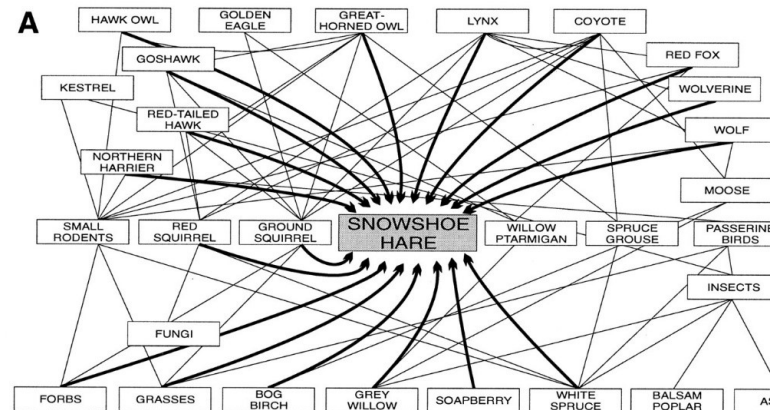 A
HAWK OWL
GOLDEN
EAGLE
GREAT-
HORNED OWL
LYNX
COYOTE
GOSHAWK
RED FOX
KESTREL
WOLVERINE
RED-TAILED
HAWK
WOLF
NORTHERN
HARRIER
MOOSE
SMALL
RODENTS
RED
SQUIRREL
GROUND
SQUIRREL
SNOWSHOE
HARE
WILLOW
PTARMIGAN
SPRUCE
GROUSE
PASSERINE
BIRDS
INSECTS
FUNGI
FORBS
GRASSES
BOG
BIRCH
GREY
WILLOW
SOAPBERRY
WHITE
SPRUCE
BALSAM
POPLAR